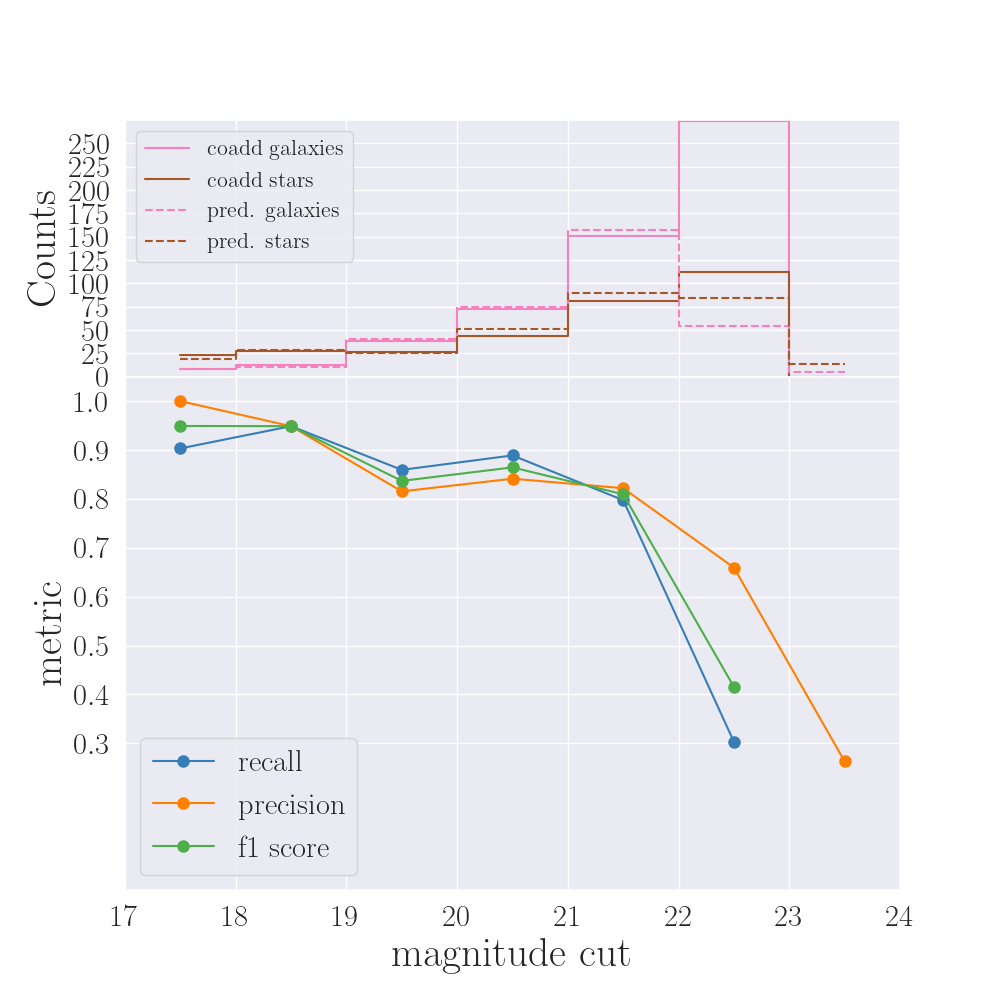 Counts
250
225
200
175
150
125
100
75
50
25
0
coadd galaxies
coadd stars
pred. galaxies
pred. stars
metric
1.0
0.9
0.8
0.7
0.6
0.5
0.4
0.3
recall
precision
f1 score
17 18 19 20 21 22 23 24
magnitude cut